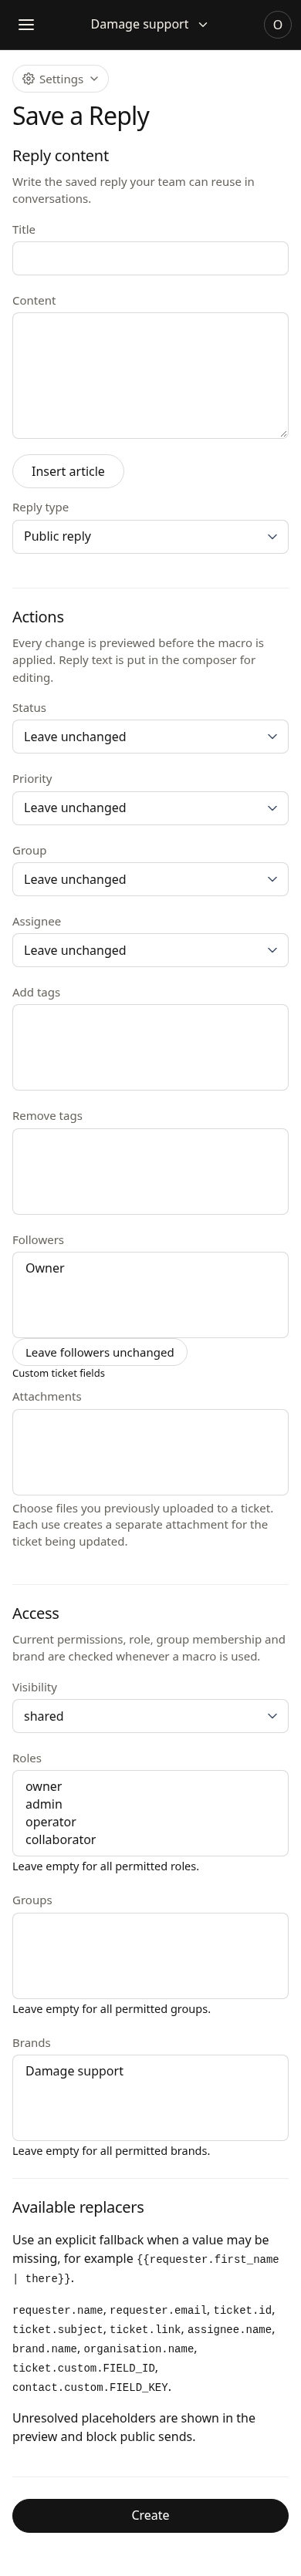 Damage support
O
Settings
Save a Reply
Reply content
Write the saved reply your team can reuse in
conversations.
Title
Content
Insert article
Reply type
Public reply
Actions
Every change is previewed before the macro is
applied. Reply text is put in the composer for
editing.
Status
Leave unchanged
Priority
Leave unchanged
Group
Leave unchanged
Assignee
Leave unchanged
Add tags
Remove tags
Followers
Owner
Leave followers unchanged
Custom ticket fields
Attachments
Choose files you previously uploaded to a ticket.
Each use creates a separate attachment for the
ticket being updated.
Access
Current permissions, role, group membership and
brand are checked whenever a macro is used.
Visibility
shared
Roles
owner
admin
operator
collaborator
Leave empty for all permitted roles.
Groups
Leave empty for all permitted groups.
Brands
Damage support
Leave empty for all permitted brands.
Available replacers
Use an explicit fallback when a value may be
missing, for example {{requester.first_name
| there}}.
requester.name, requester.email, ticket.id,
ticket.subject, ticket.link, assignee.name,
brand.name, organisation.name,
ticket.custom.FIELD_ID,
contact.custom.FIELD_KEY.
Unresolved placeholders are shown in the
preview and block public sends.
Create